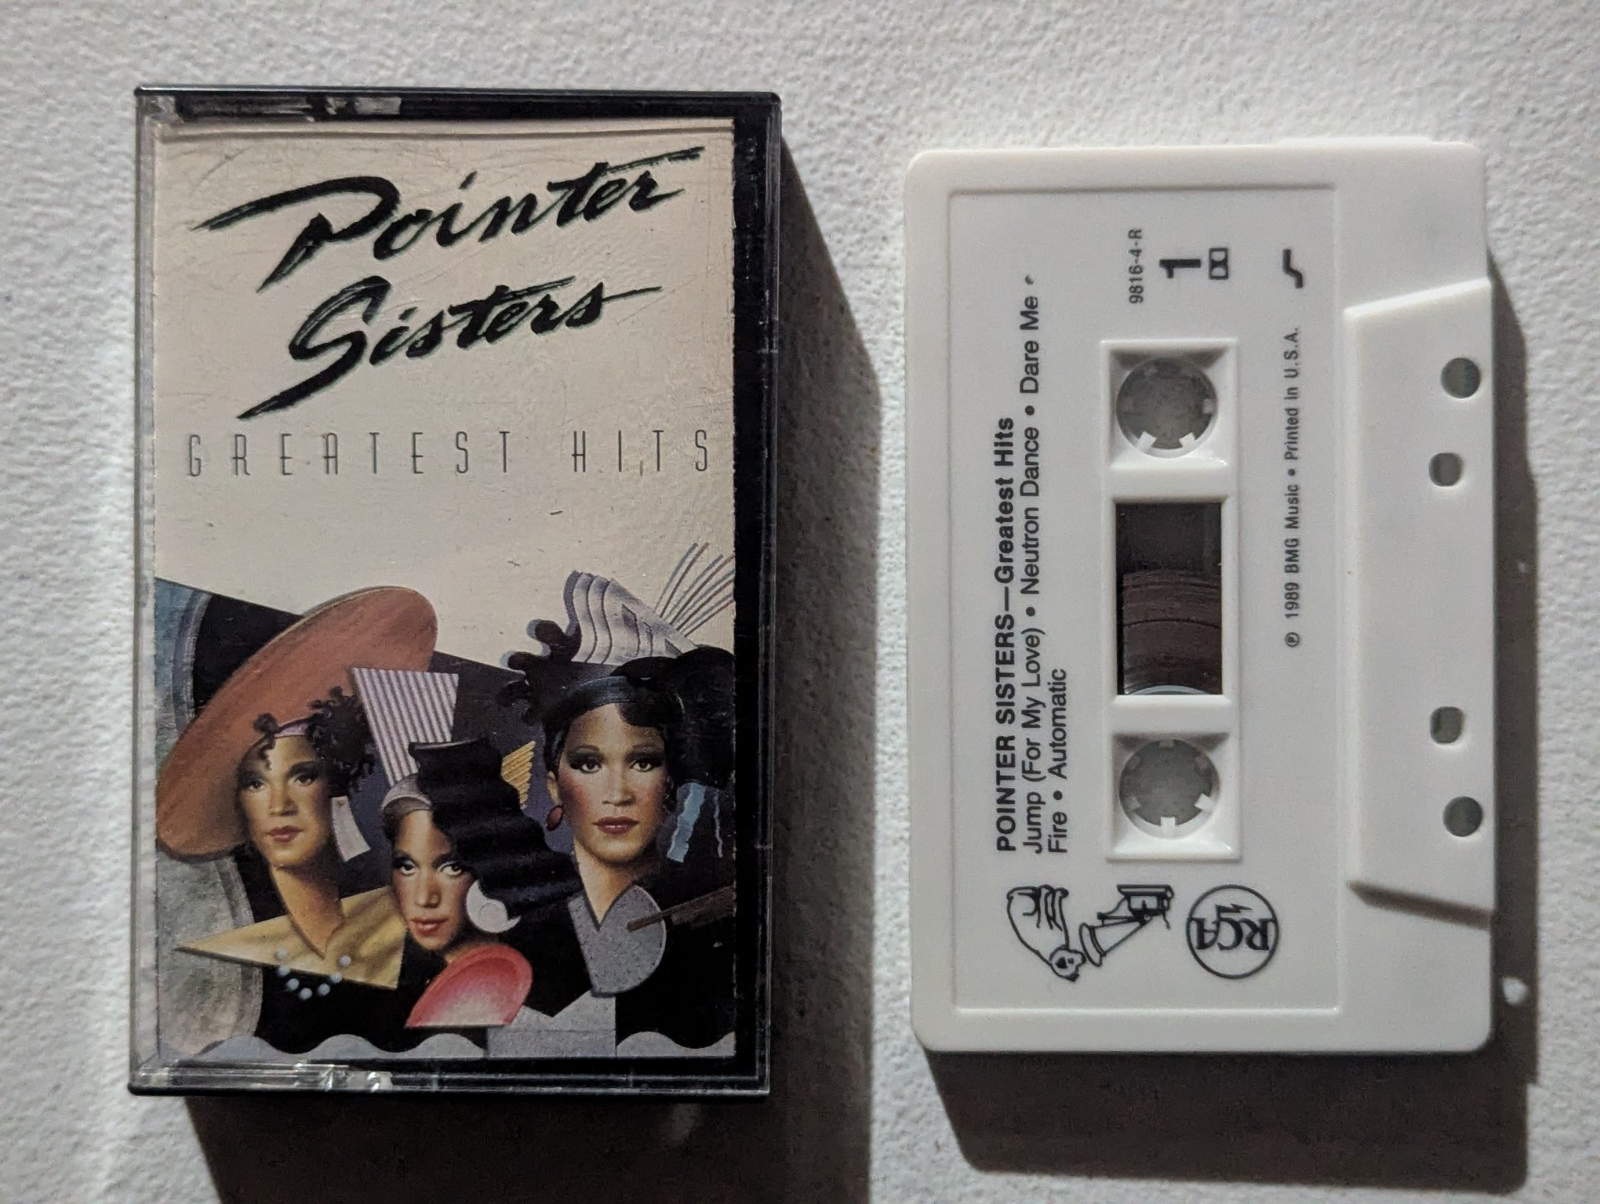 Pointer
Sisters
GREATEST HITS
POINTER SISTERS—Greatest Hits
Jump (For My Love) • Neutron Dance • Dare Me •
Fire • Automatic
9816-4-R
1
RCA
℗ 1989 BMG Music • Printed in U.S.A.